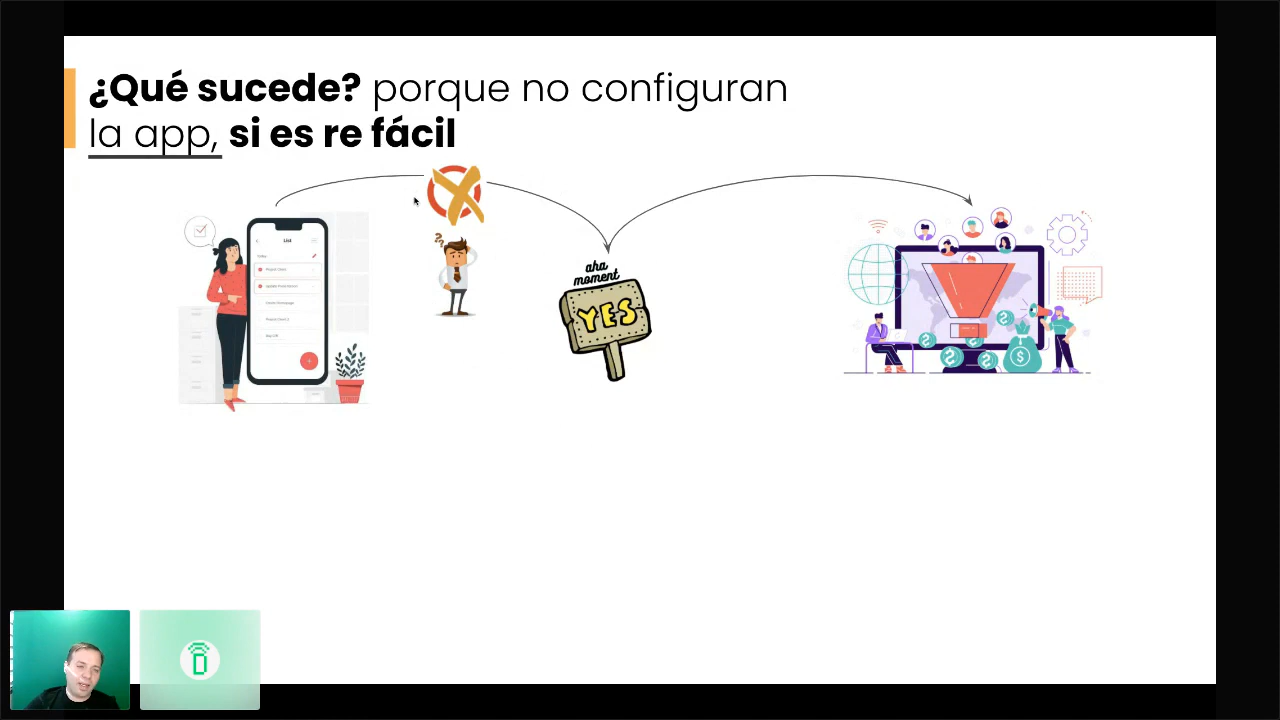 ¿Qué sucede? porque no configuran
la app, si es re fácil
List
??
aha
moment
YES
$